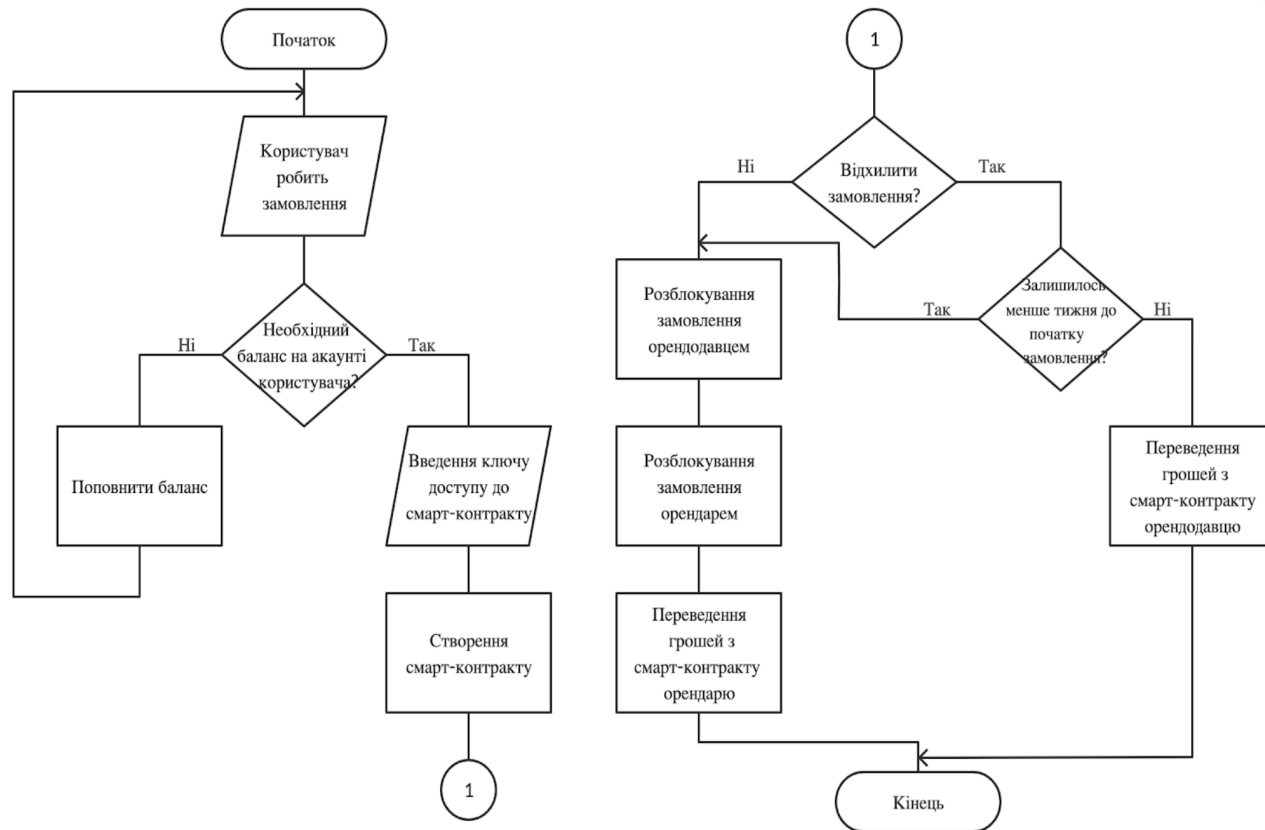 Початок
Користувач
робить
замовлення
Необхідний
баланс на акаунті
користувача?
Ні
Так
Поповнити баланс
Введення ключу
доступу до
смарт-контракту
Створення
смарт-контракту
1
1
Відхилити
замовлення?
Ні
Так
Залишилось
менше тижня до
початку
замовлення?
Так
Ні
Розблокування
замовлення
орендодавцем
Розблокування
замовлення
орендарем
Переведення
грошей з
смарт-контракту
орендарю
Переведення
грошей з
смарт-контракту
орендодавцю
Кінець